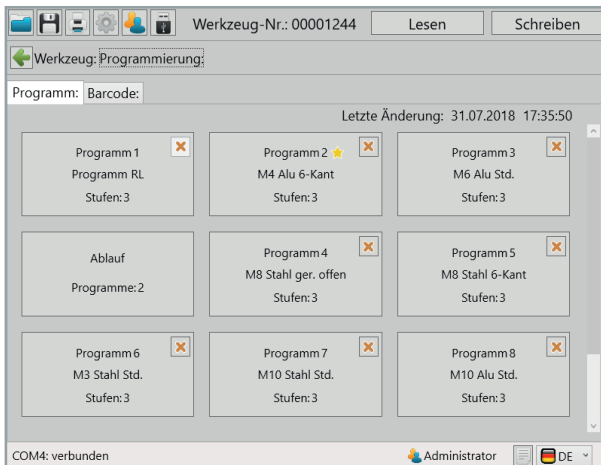 Werkzeug-Nr.: 00001244 Lesen Schreiben
Werkzeug: Programmierung:
Programm: Barcode:
Letzte Änderung: 31.07.2018 17:35:50
Programm 1
Programm RL
Stufen: 3
Programm 2
M4 Alu 6-Kant
Stufen: 3
Programm 3
M6 Alu Std.
Stufen: 3
Ablauf
Programme: 2
Programm 4
M8 Stahl ger. offen
Stufen: 3
Programm 5
M8 Stahl 6-Kant
Stufen: 3
Programm 6
M3 Stahl Std.
Stufen: 3
Programm 7
M10 Stahl Std.
Stufen: 3
Programm 8
M10 Alu Std.
Stufen: 3
COM4: verbunden Administrator DE